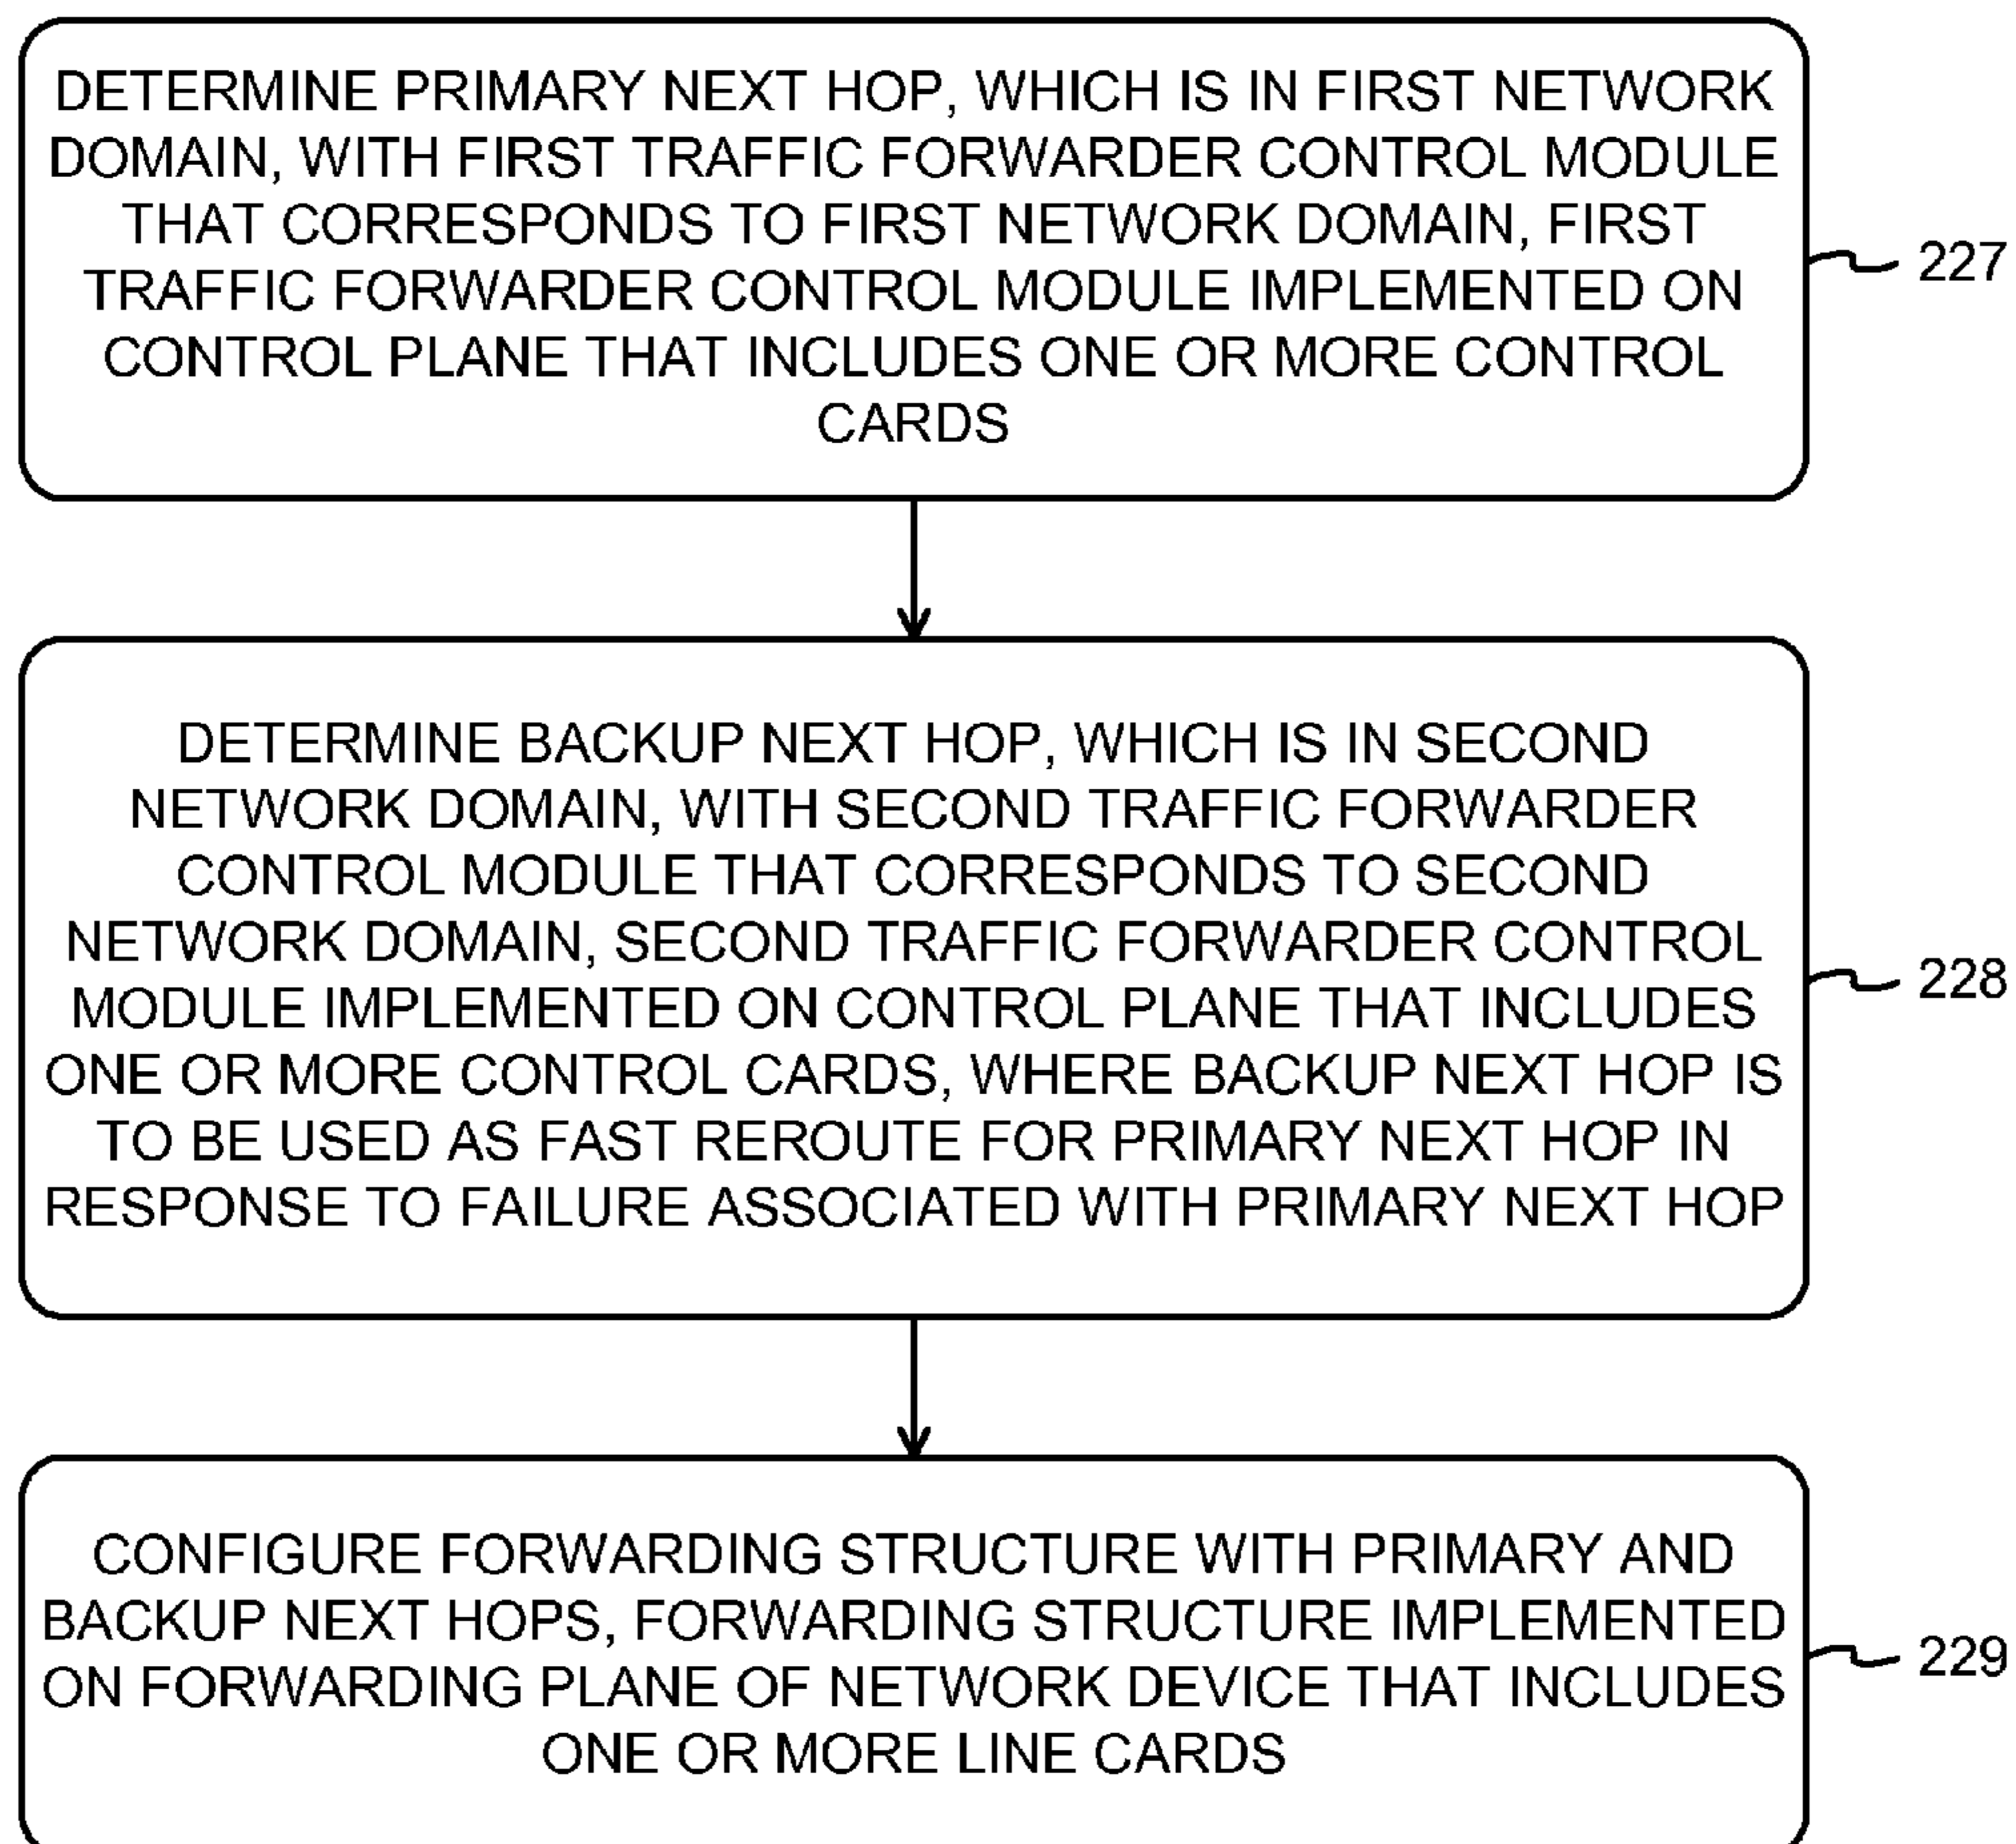 DETERMINE PRIMARY NEXT HOP, WHICH IS IN FIRST NETWORK
DOMAIN, WITH FIRST TRAFFIC FORWARDER CONTROL MODULE
THAT CORRESPONDS TO FIRST NETWORK DOMAIN, FIRST
TRAFFIC FORWARDER CONTROL MODULE IMPLEMENTED ON
CONTROL PLANE THAT INCLUDES ONE OR MORE CONTROL
CARDS
227
DETERMINE BACKUP NEXT HOP, WHICH IS IN SECOND
NETWORK DOMAIN, WITH SECOND TRAFFIC FORWARDER
CONTROL MODULE THAT CORRESPONDS TO SECOND
NETWORK DOMAIN, SECOND TRAFFIC FORWARDER CONTROL
MODULE IMPLEMENTED ON CONTROL PLANE THAT INCLUDES
ONE OR MORE CONTROL CARDS, WHERE BACKUP NEXT HOP IS
TO BE USED AS FAST REROUTE FOR PRIMARY NEXT HOP IN
RESPONSE TO FAILURE ASSOCIATED WITH PRIMARY NEXT HOP
228
CONFIGURE FORWARDING STRUCTURE WITH PRIMARY AND
BACKUP NEXT HOPS, FORWARDING STRUCTURE IMPLEMENTED
ON FORWARDING PLANE OF NETWORK DEVICE THAT INCLUDES
ONE OR MORE LINE CARDS
229